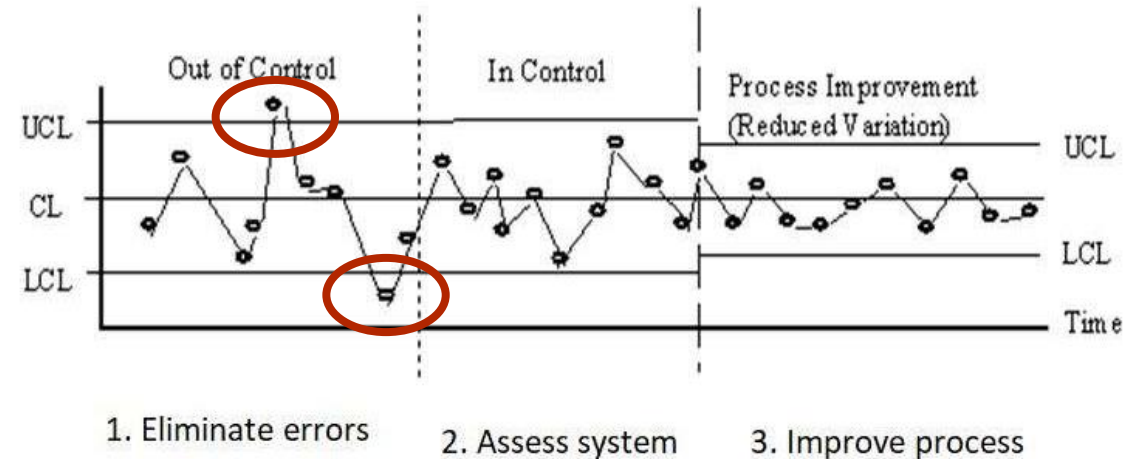 Out of Control
In Control
Process Improvement
(Reduced Variation)
UCL
UCL
CL
LCL
LCL
Time
1. Eliminate errors
2. Assess system
3. Improve process